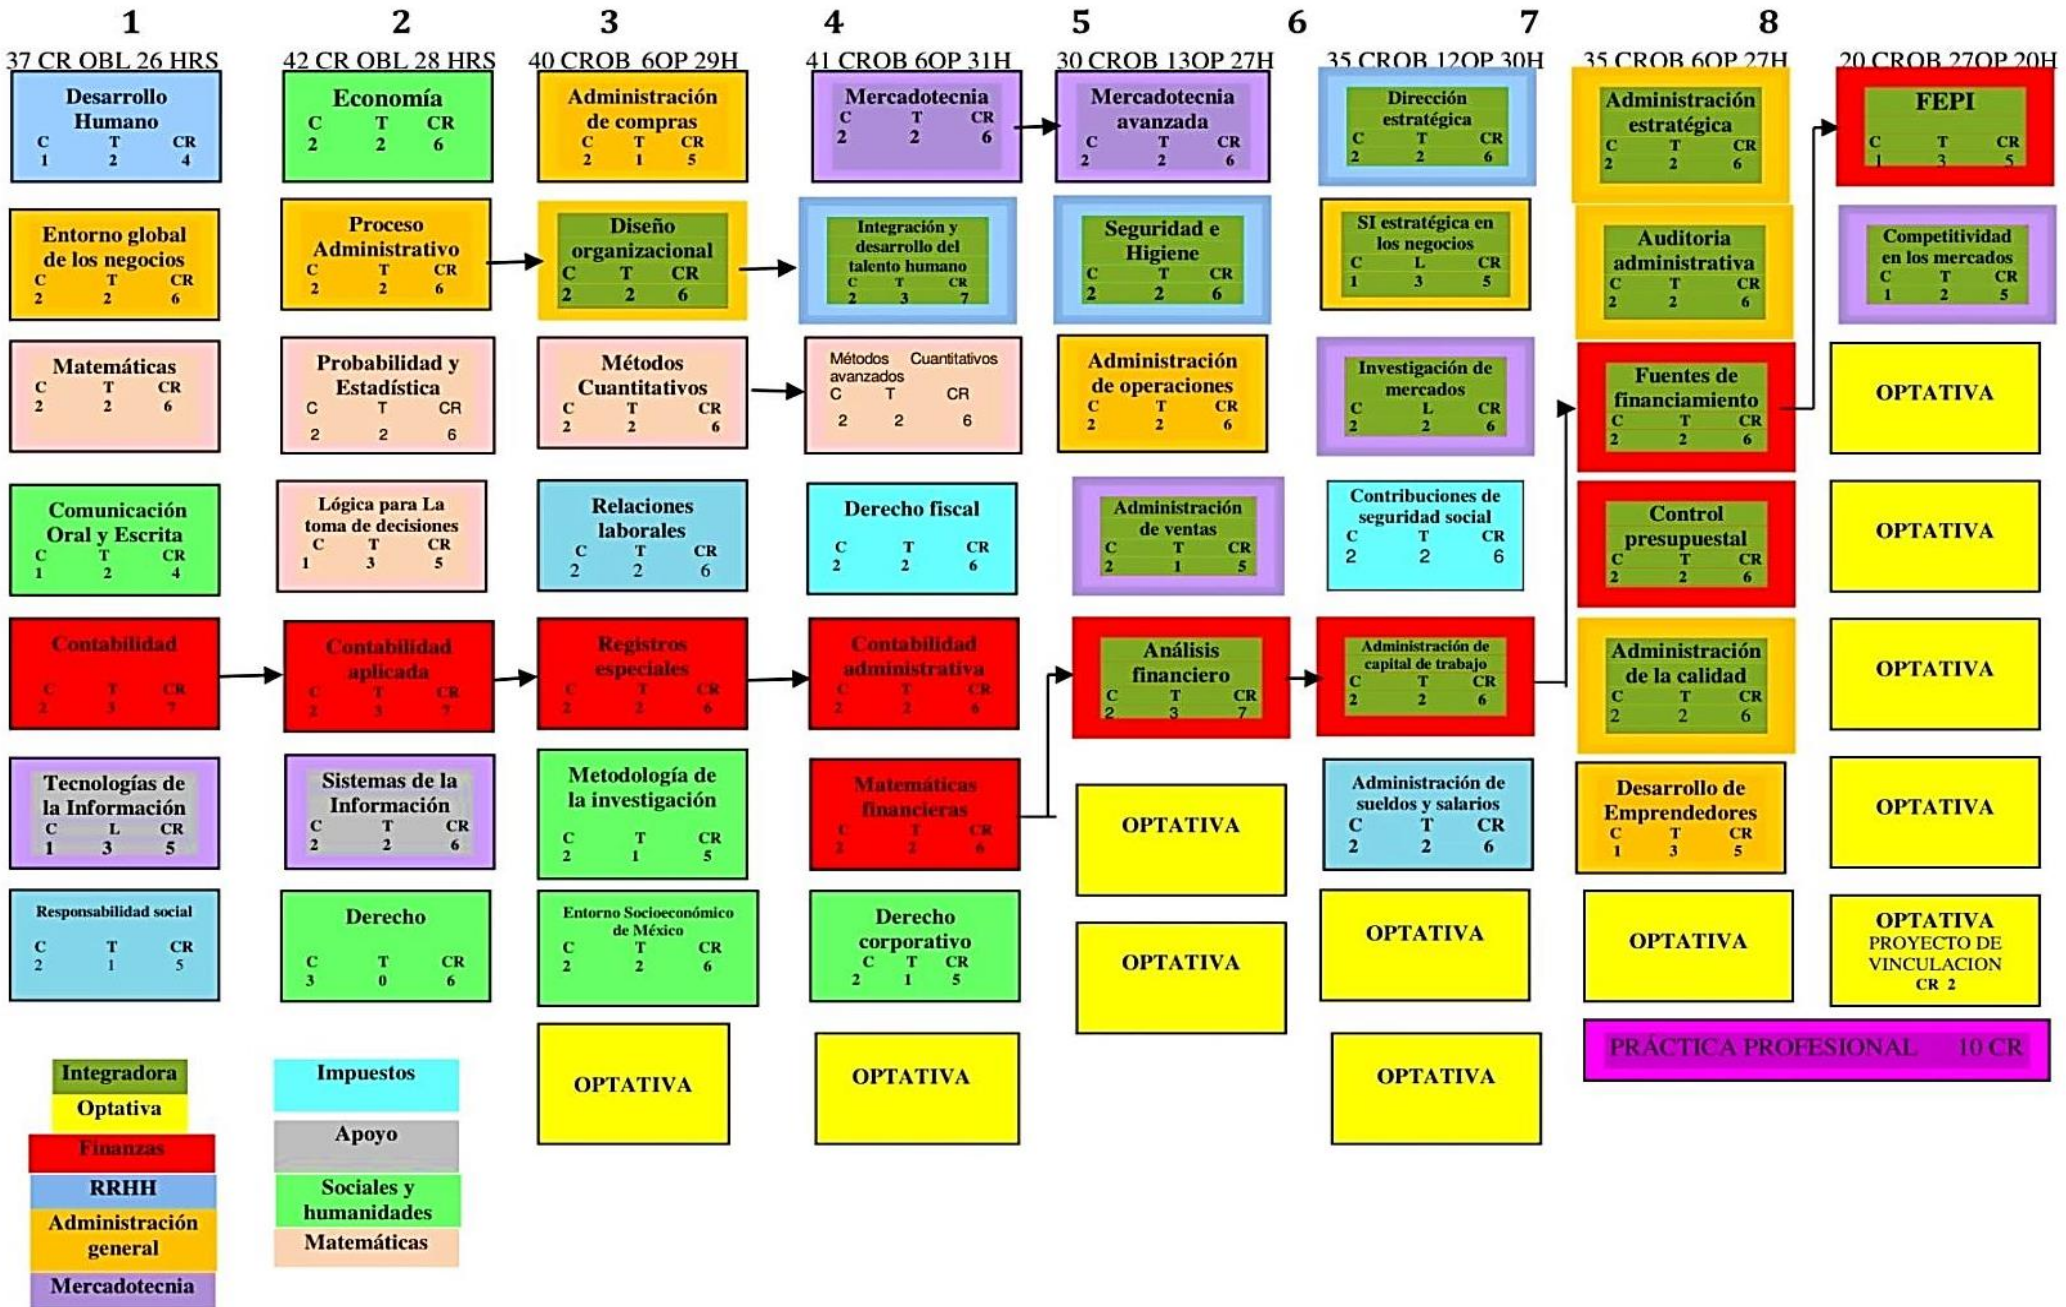 1 2 3 4 5 6 7 8
37 CR OBL 26 HRS
42 CR OBL 28 HRS
40 CROB 6OP 29H
41 CROB 6OP 31H
30 CROB 13OP 27H
35 CROB 12OP 30H
35 CROB 6OP 27H
20 CROB 27OP 20H
Desarrollo
Humano
C T CR
1 2 4
Entorno global
de los negocios
C T CR
2 2 6
Matemáticas
C T CR
2 2 6
Comunicación
Oral y Escrita
C T CR
1 2 4
Contabilidad
C T CR
2 3 7
Tecnologías de
la Información
C L CR
1 3 5
Responsabilidad social
C T CR
2 1 5
Economía
C T CR
2 2 6
Proceso
Administrativo
C T CR
2 2 6
Probabilidad y
Estadística
C T CR
2 2 6
Lógica para La
toma de decisiones
C T CR
1 3 5
Contabilidad
aplicada
C T CR
2 3 7
Sistemas de la
Información
C T CR
2 2 6
Derecho
C T CR
3 0 6
Administración
de compras
C T CR
2 1 5
Diseño
organizacional
C T CR
2 2 6
Métodos
Cuantitativos
C T CR
2 2 6
Relaciones
laborales
C T CR
2 2 6
Registros
especiales
C T CR
2 2 6
Metodología de
la investigación
C T CR
2 1 5
Entorno Socioeconómico
de México
C T CR
2 2 6
OPTATIVA
Mercadotecnia
C T CR
2 2 6
Integración y
desarrollo del
talento humano
C T CR
2 3 7
Métodos Cuantitativos
avanzados
C T CR
2 2 6
Derecho fiscal
C T CR
2 2 6
Contabilidad
administrativa
C T CR
2 2 6
Matemáticas
financieras
C T CR
2 2 6
Derecho
corporativo
C T CR
2 1 5
OPTATIVA
Mercadotecnia
avanzada
C T CR
2 2 6
Seguridad e
Higiene
C T CR
2 2 6
Administración
de operaciones
C T CR
2 2 6
Administración
de ventas
C T CR
2 1 5
Análisis
financiero
C T CR
2 3 7
OPTATIVA
OPTATIVA
Dirección
estratégica
C T CR
2 2 6
SI estratégica en
los negocios
C L CR
1 3 5
Investigación de
mercados
C L CR
2 2 6
Contribuciones de
seguridad social
C T CR
2 2 6
Administración de
capital de trabajo
C T CR
2 2 6
Administración de
sueldos y salarios
C T CR
2 2 6
OPTATIVA
OPTATIVA
Administración
estratégica
C T CR
2 2 6
Auditoria
administrativa
C T CR
2 2 6
Fuentes de
financiamiento
C T CR
2 2 6
Control
presupuestal
C T CR
2 2 6
Administración
de la calidad
C T CR
2 2 6
Desarrollo de
Emprendedores
C T CR
1 3 5
OPTATIVA
FEPI
C T CR
1 3 5
Competitividad
en los mercados
C T CR
1 2 5
OPTATIVA
OPTATIVA
OPTATIVA
OPTATIVA
OPTATIVA
PROYECTO DE
VINCULACION
CR 2
PRÁCTICA PROFESIONAL 10 CR
Integradora
Optativa
Finanzas
RRHH
Administración
general
Mercadotecnia
Impuestos
Apoyo
Sociales y
humanidades
Matemáticas